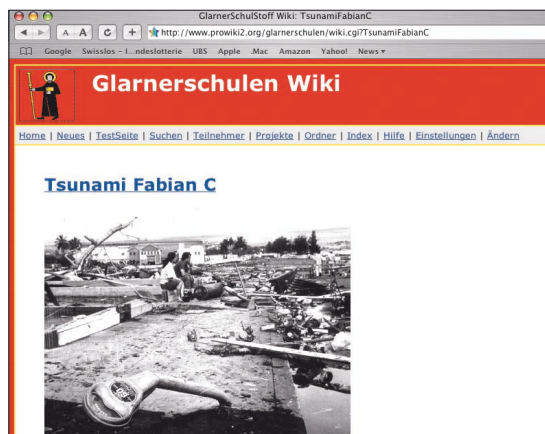 GlarnerSchulStoff Wiki: TsunamiFabianC
A A C + http://www.prowiki2.org/glarnerschulen/wiki.cgi?TsunamiFabianC
Google Swisslos – l...ndeslotterie UBS Apple .Mac Amazon Yahoo! News
Glarnerschulen Wiki
Home | Neues | TestSeite | Suchen | Teilnehmer | Projekte | Ordner | Index | Hilfe | Einstellungen | Ändern
Tsunami Fabian C